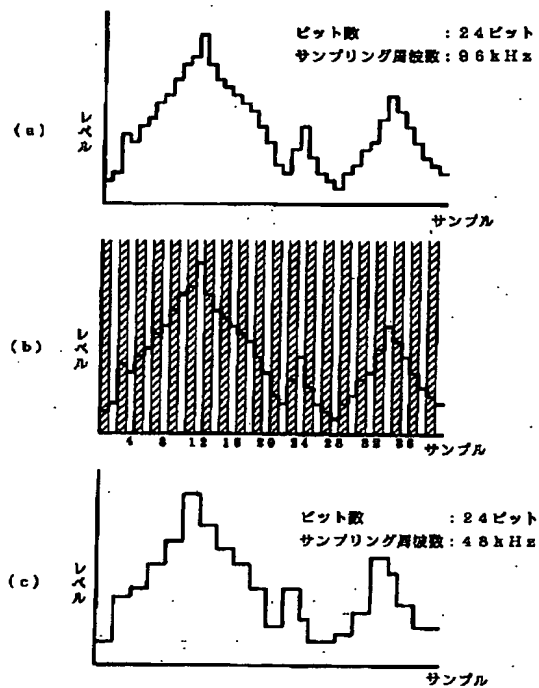 ビット数 : 24ビット
サンプリング周波数 : 96kHz
(a)
レベル
サンプル
(b)
レベル
4 8 12 16 20 24 28 32 36
サンプル
ビット数 : 24ビット
サンプリング周波数 : 48kHz
(c)
レベル
サンプル